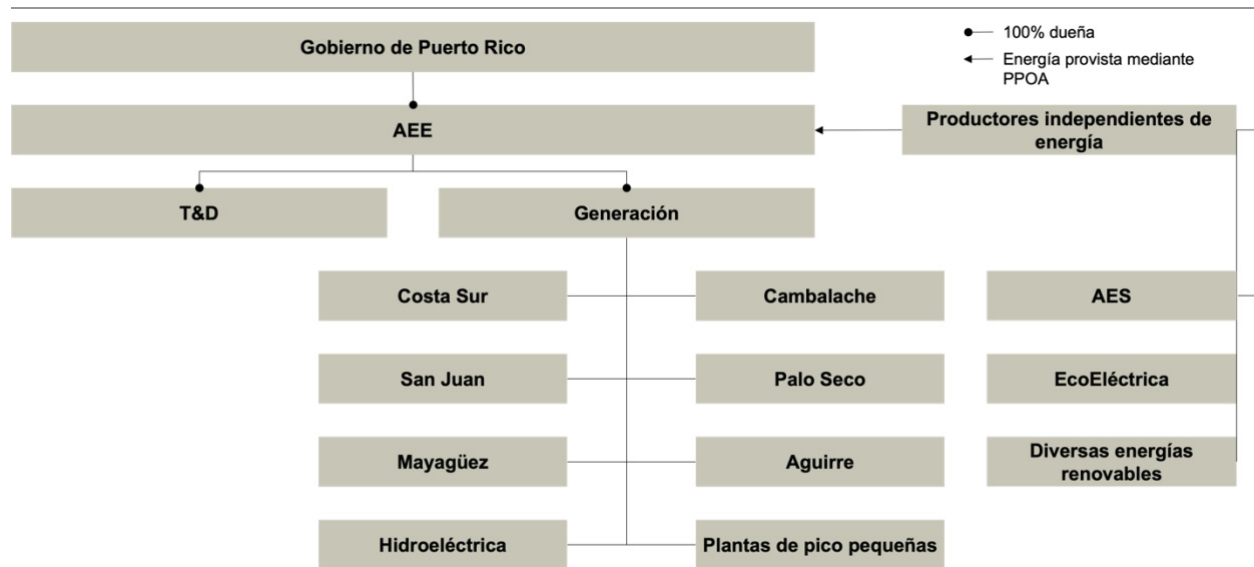 Gobierno de Puerto Rico
100% dueña
Energía provista mediante
PPOA
AEE
Productores independientes de
energía
T&D
Generación
Costa Sur
Cambalache
AES
San Juan
Palo Seco
EcoEléctrica
Mayagüez
Aguirre
Diversas energías
renovables
Hidroeléctrica
Plantas de pico pequeñas